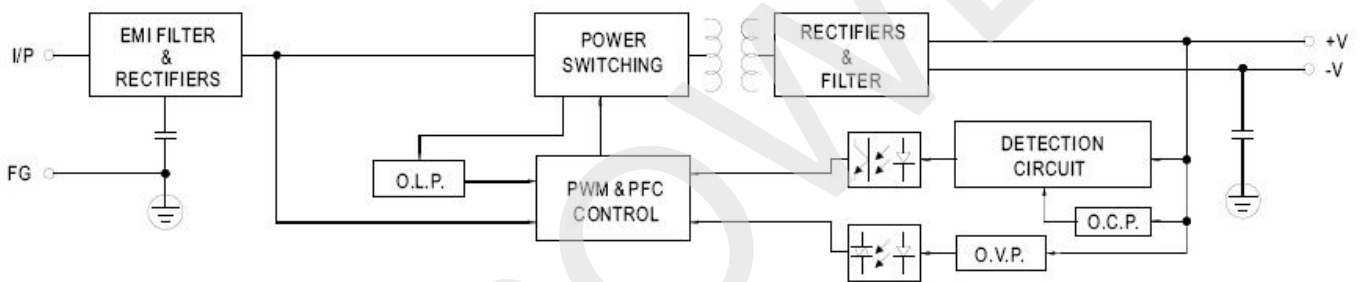 I/P
EMI FILTER
&
RECTIFIERS
POWER
SWITCHING
RECTIFIERS
&
FILTER
+V
-V
FG
O.L.P.
PWM & PFC
CONTROL
DETECTION
CIRCUIT
O.C.P.
O.V.P.